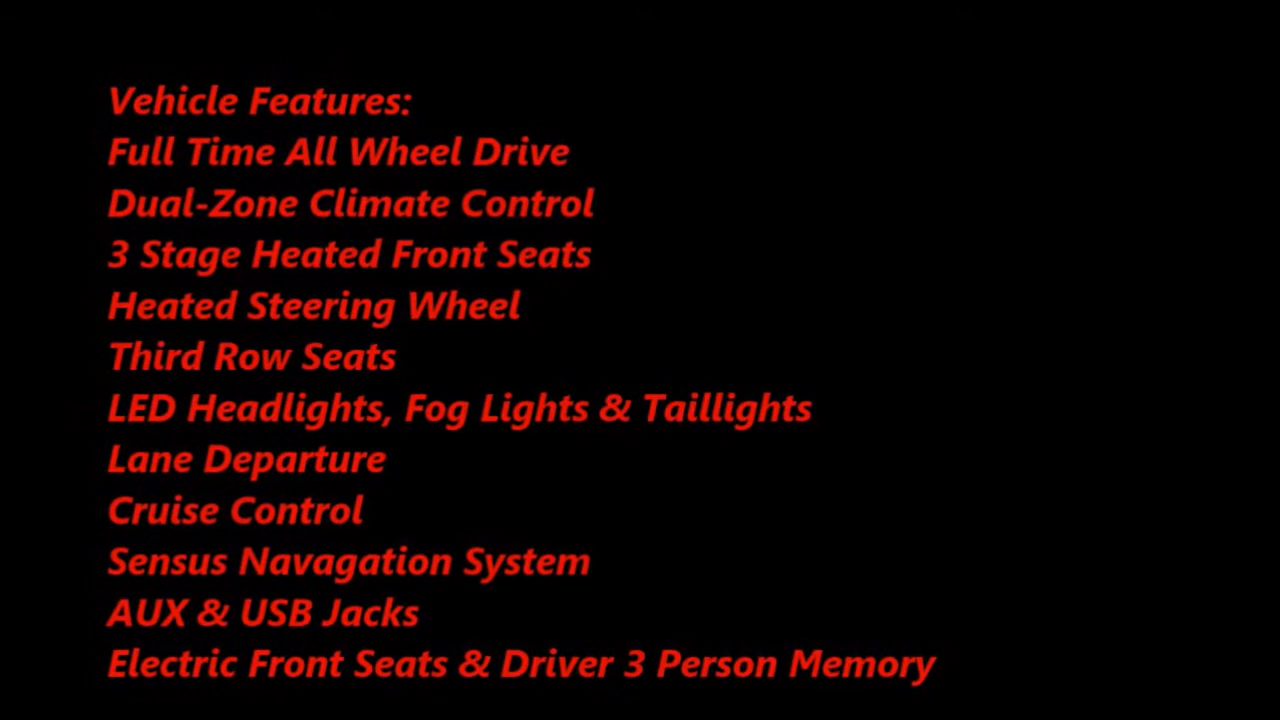 Vehicle Features:
Full Time All Wheel Drive
Dual-Zone Climate Control
3 Stage Heated Front Seats
Heated Steering Wheel
Third Row Seats
LED Headlights, Fog Lights & Taillights
Lane Departure
Cruise Control
Sensus Navagation System
AUX & USB Jacks
Electric Front Seats & Driver 3 Person Memory